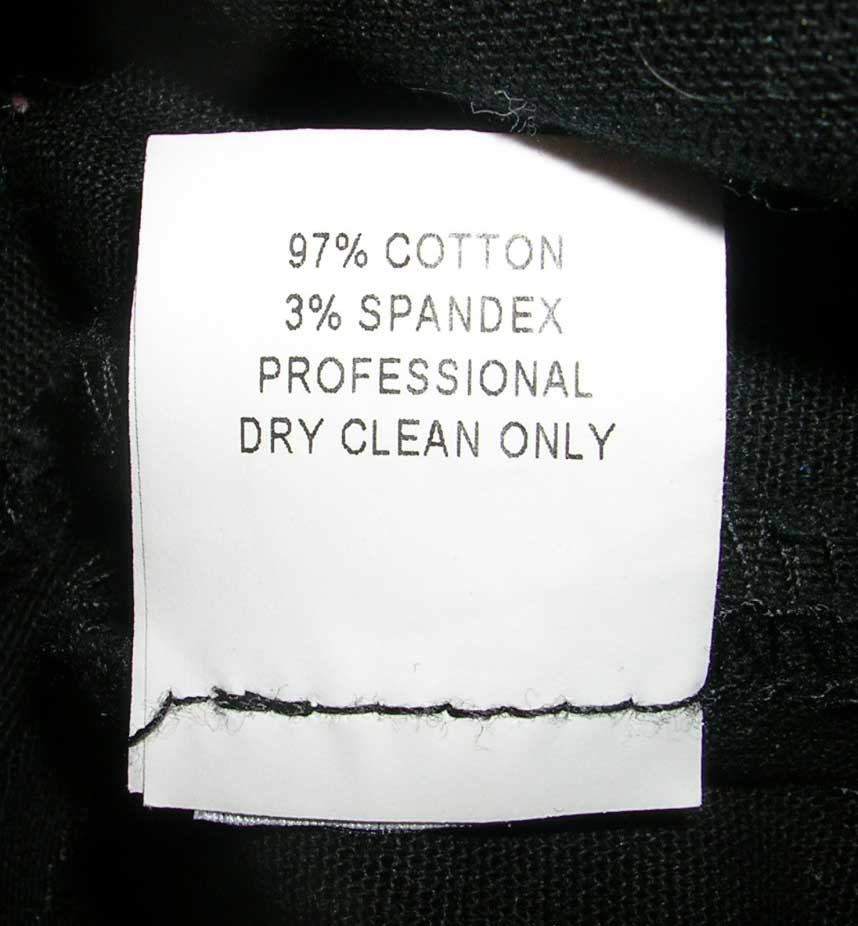 97% COTTON
3% SPANDEX
PROFESSIONAL
DRY CLEAN ONLY